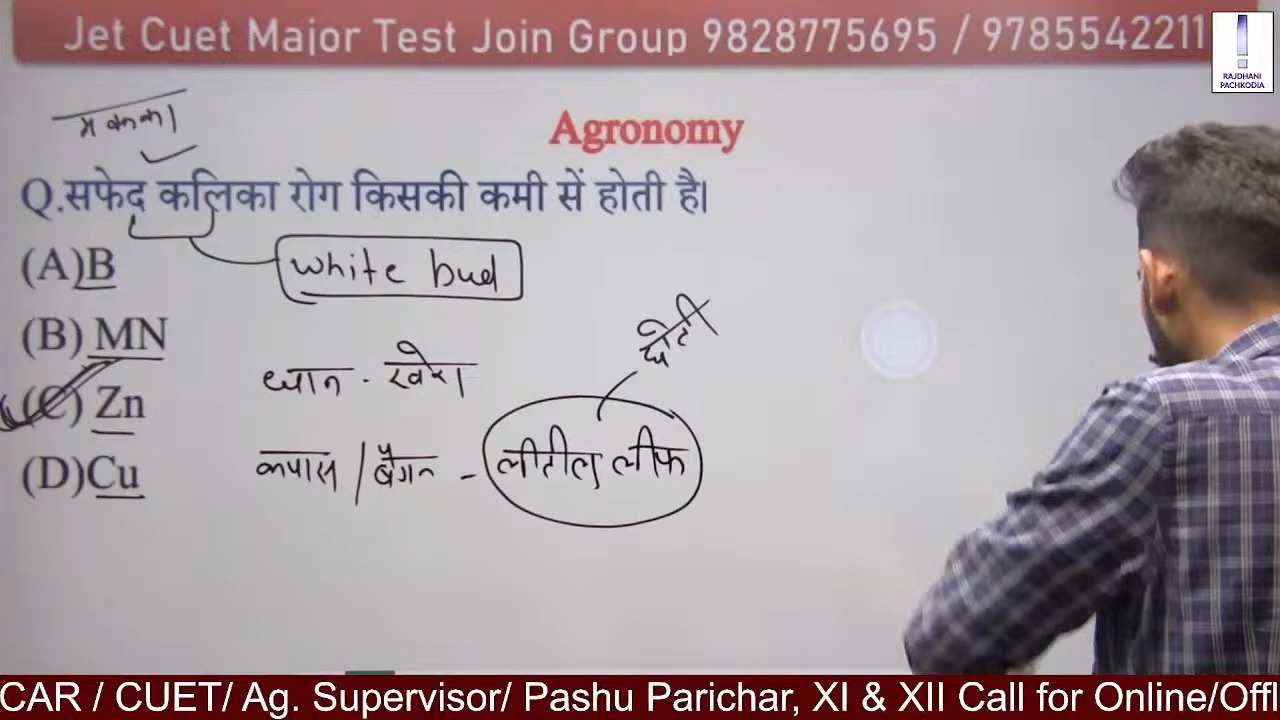 Jet Cuet Major Test Join Group 9828775695 / 9785542211
RAJDHANI
PACHKODIA
मक्का
Agronomy
Q.सफेद कलिका रोग किसकी कमी सें होती है।
(A)B
white bud
(B) MN
छोटी
धान - खैरा
(C) Zn
कपास / बैंगन - लीटील लीफ
(D)Cu
CAR / CUET/ Ag. Supervisor/ Pashu Parichar, XI & XII Call for Online/Offl